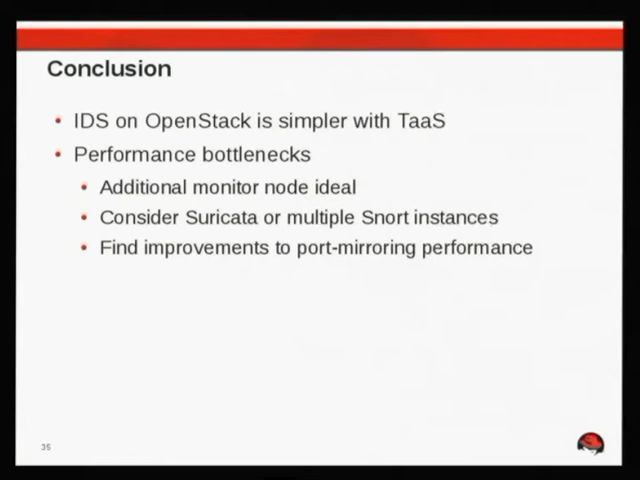 Conclusion
• IDS on OpenStack is simpler with TaaS
• Performance bottlenecks
• Additional monitor node ideal
• Consider Suricata or multiple Snort instances
• Find improvements to port-mirroring performance
35